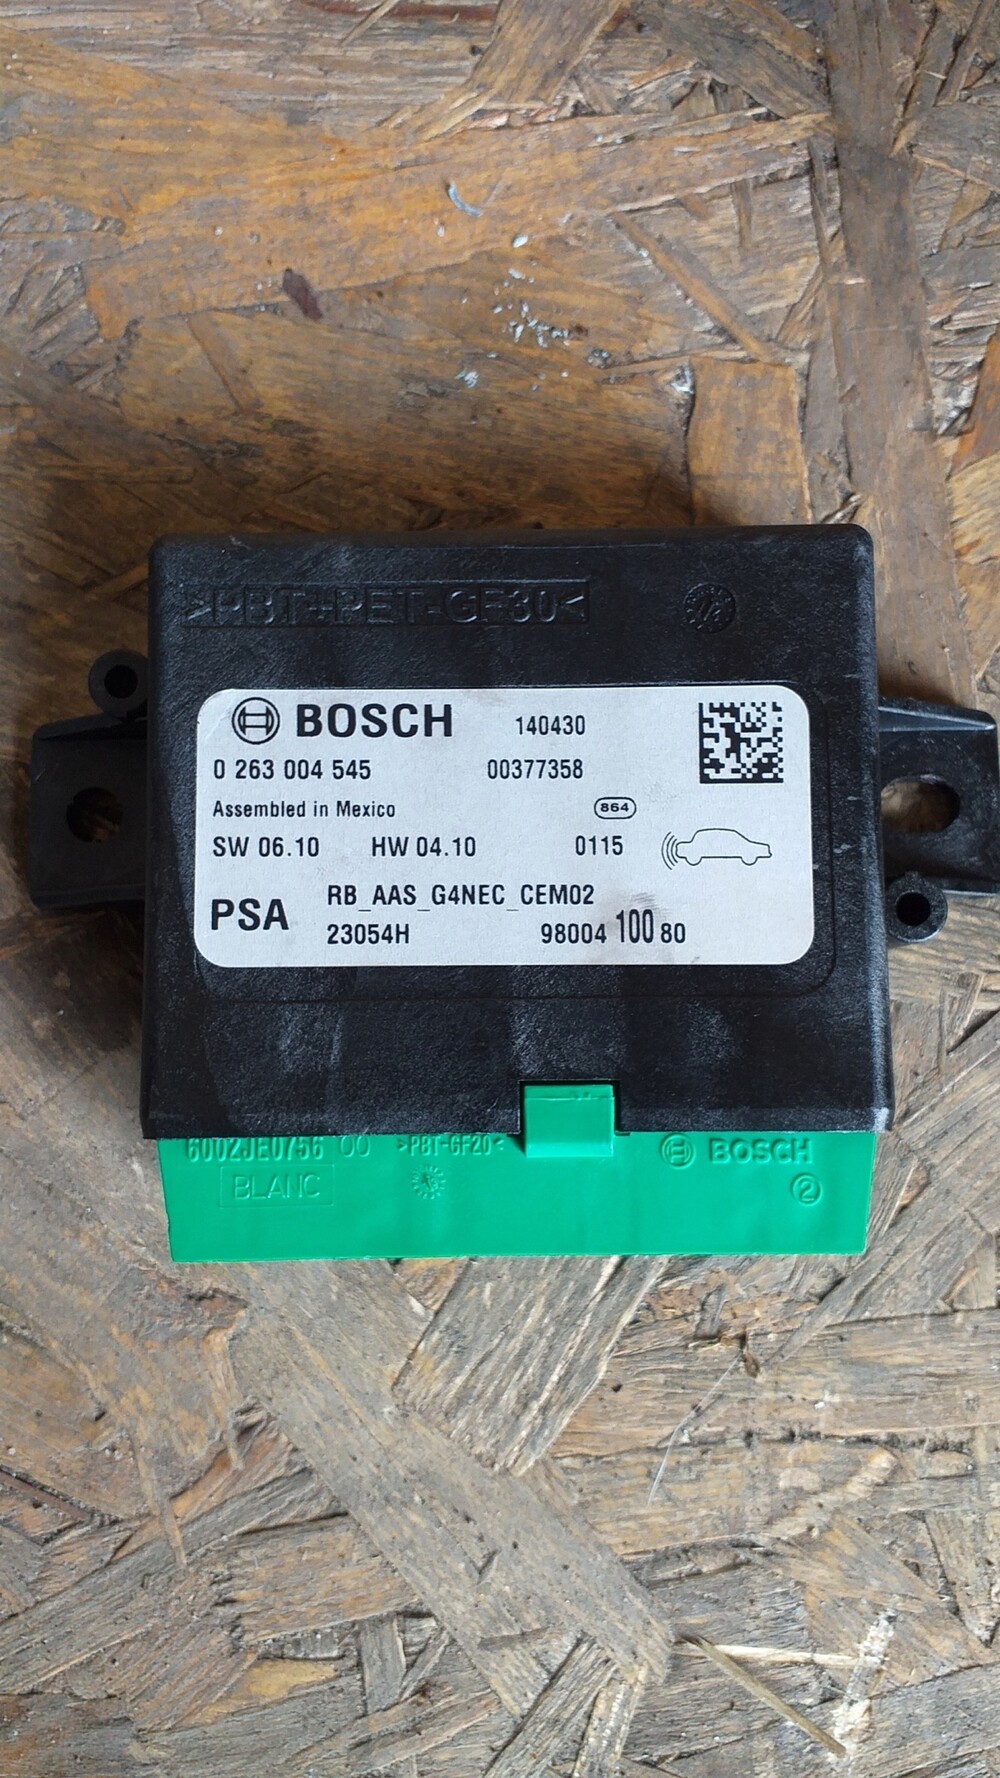 >PBT+PET-GF30<
BOSCH 140430
0 263 004 545 00377358
Assembled in Mexico 864
SW 06.10 HW 04.10 0115
PSA RB_AAS_G4NEC_CEM02
23054H 98004 100 80
6002JE0756 00 >PBT-GF20< BOSCH
BLANC 2